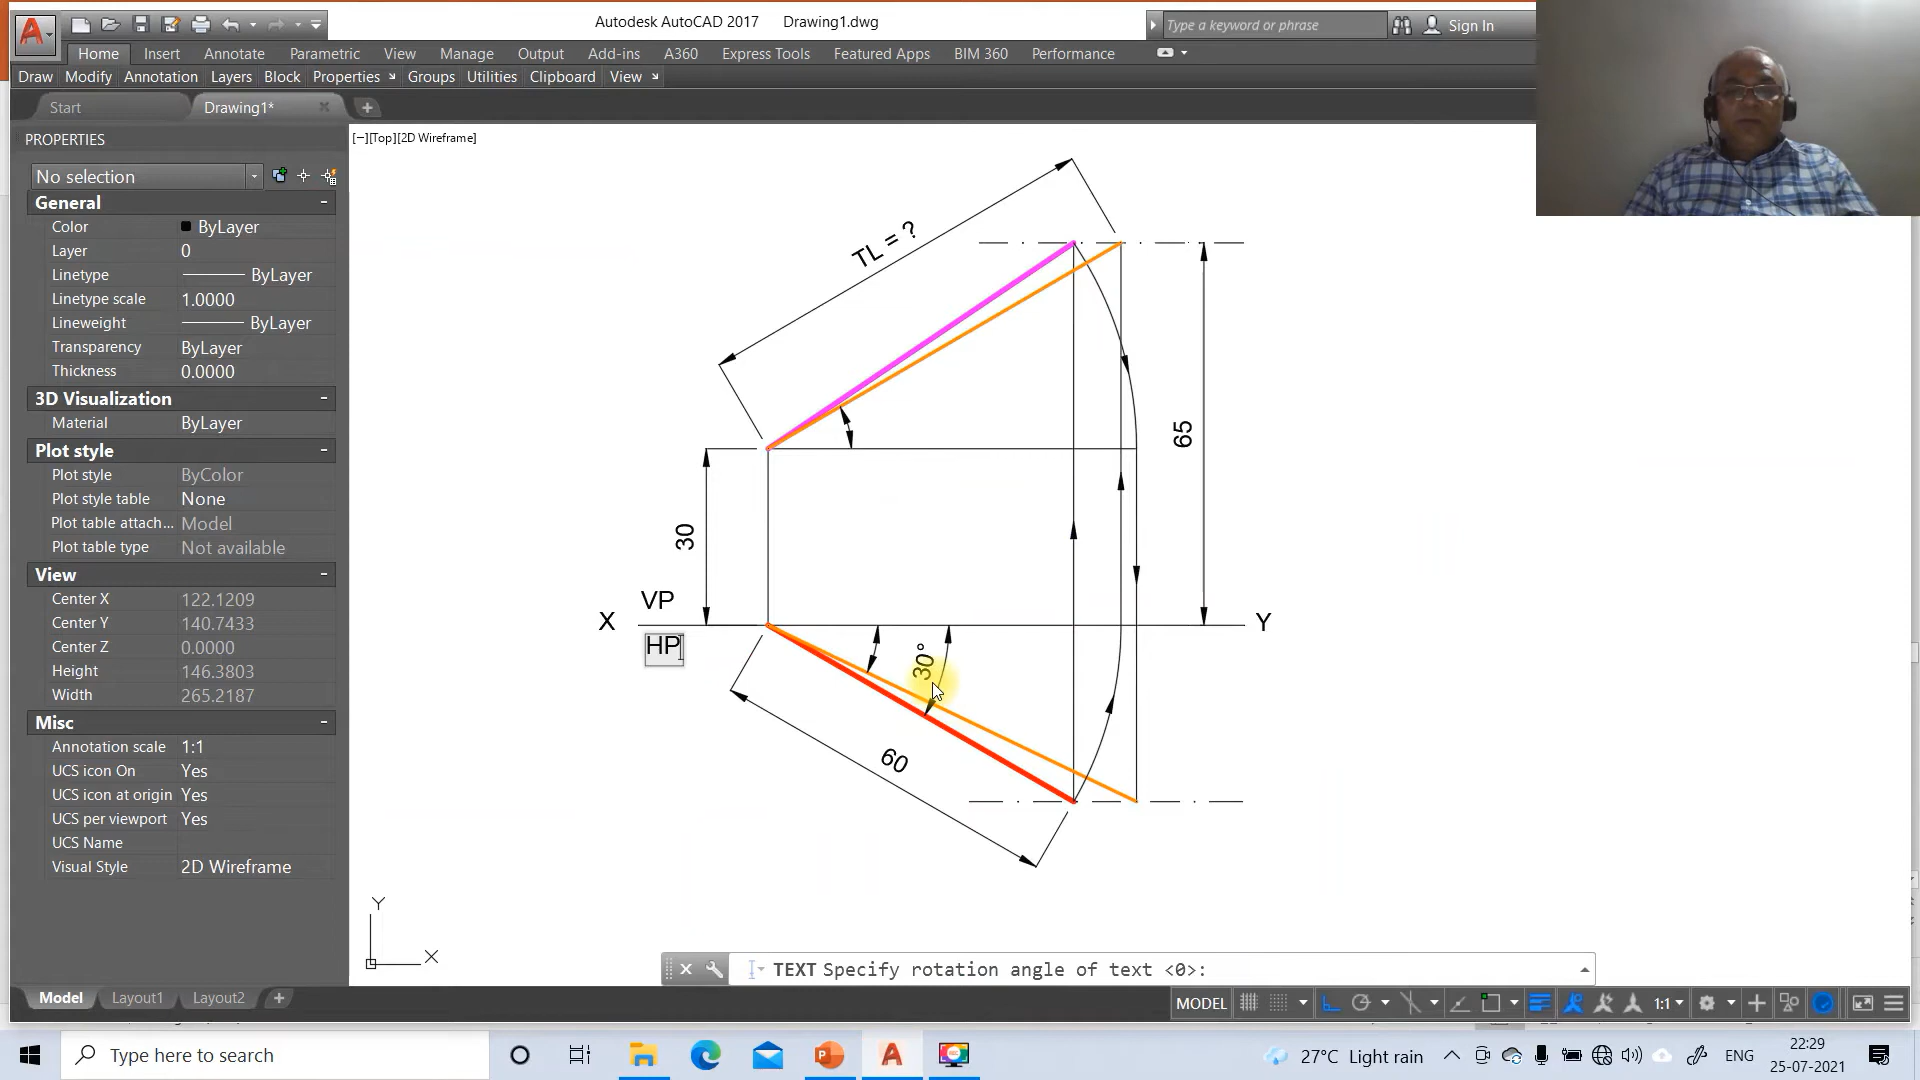 Autodesk AutoCAD 2017 Drawing1.dwg
Type a keyword or phrase
Sign In
Home Insert Annotate Parametric View Manage Output Add-ins A360 Express Tools Featured Apps BIM 360 Performance
Draw Modify Annotation Layers Block Properties Groups Utilities Clipboard View
Start Drawing1*
PROPERTIES
[−][Top][2D Wireframe]
No selection
General
Color ByLayer
Layer 0
Linetype ByLayer
Linetype scale 1.0000
Lineweight ByLayer
Transparency ByLayer
Thickness 0.0000
3D Visualization
Material ByLayer
Plot style
Plot style ByColor
Plot style table None
Plot table attach... Model
Plot table type Not available
View
Center X 122.1209
Center Y 140.7433
Center Z 0.0000
Height 146.3803
Width 265.2187
Misc
Annotation scale 1:1
UCS icon On Yes
UCS icon at origin Yes
UCS per viewport Yes
UCS Name
Visual Style 2D Wireframe
TL = ?
65
30
VP
X Y
HP
30°
60
Y
X
TEXT Specify rotation angle of text <0>:
Model Layout1 Layout2
MODEL 1:1
Type here to search
27°C Light rain
ENG
22:29
25-07-2021